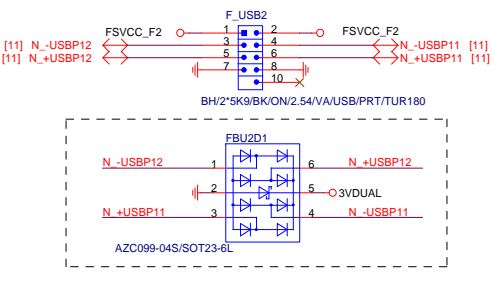 F_USB2
FSVCC_F2 1 2 FSVCC_F2
[11] N_-USBP12 3 4 N_-USBP11 [11]
[11] N_+USBP12 5 6 N_+USBP11 [11]
7 8
10
BH/2*5K9/BK/ON/2.54/VA/USB/PRT/TUR180
FBU2D1
N_-USBP12 1 6 N_+USBP12
2 5 3VDUAL
N_+USBP11 3 4 N_-USBP11
AZC099-04S/SOT23-6L